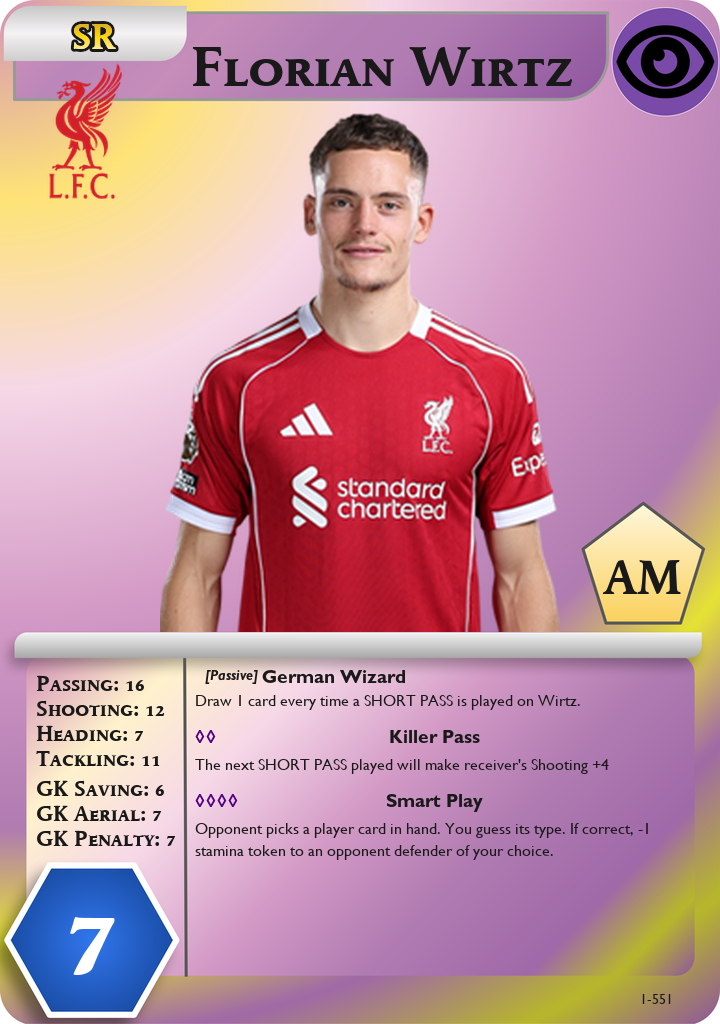 SR
Florian Wirtz
L.F.C.
L.F.C.
standard
chartered
AM
Passing: 16
Shooting: 12
Heading: 7
Tackling: 11
GK Saving: 6
GK Aerial: 7
GK Penalty: 7
7
[Passive] German Wizard
Draw 1 card every time a SHORT PASS is played on Wirtz.
◊◊ Killer Pass
The next SHORT PASS played will make receiver's Shooting +4
◊◊◊◊ Smart Play
Opponent picks a player card in hand. You guess its type. If correct, -1
stamina token to an opponent defender of your choice.
1-551